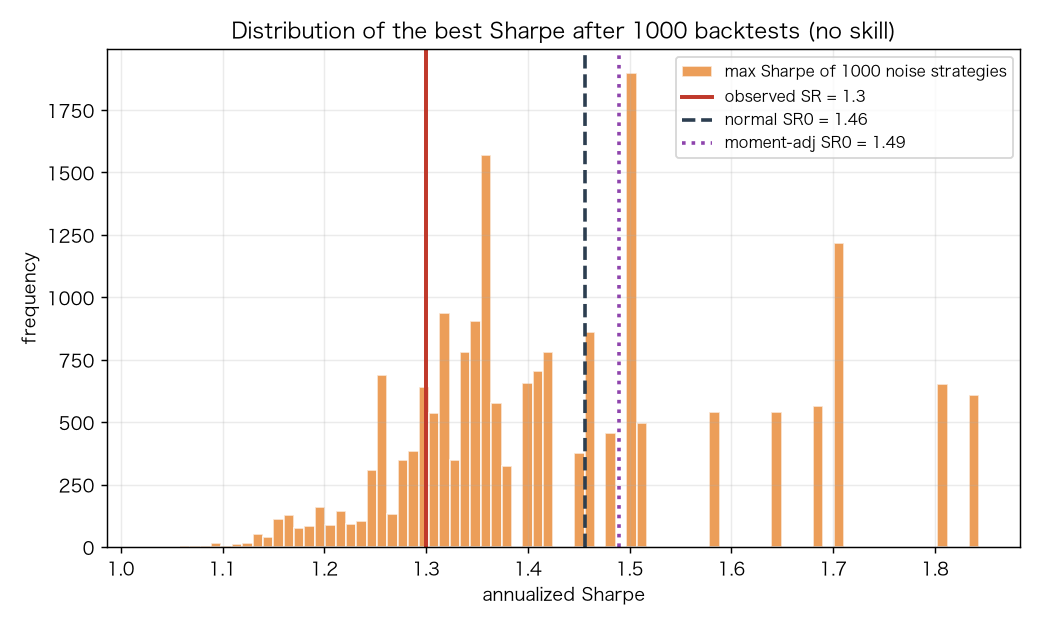 Distribution of the best Sharpe after 1000 backtests (no skill)
max Sharpe of 1000 noise strategies
observed SR = 1.3
normal SR0 = 1.46
moment-adj SR0 = 1.49
frequency
1750
1500
1250
1000
750
500
250
0
1.0 1.1 1.2 1.3 1.4 1.5 1.6 1.7 1.8
annualized Sharpe